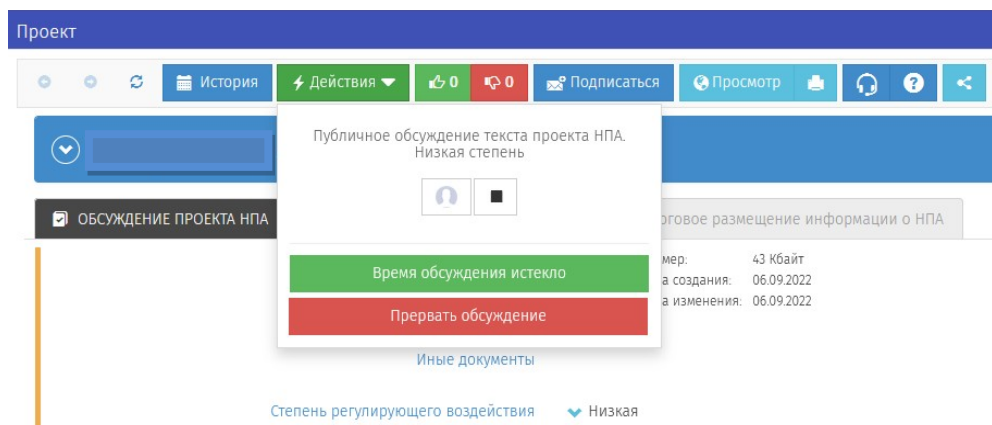 Проект
История
Действия
0
0
Подписаться
Просмотр
?
Публичное обсуждение текста проекта НПА.
Низкая степень
ОБСУЖДЕНИЕ ПРОЕКТА НПА
размещение информации о НПА
Время обсуждения истекло
Прервать обсуждение
43 Кбайт
создания: 06.09.2022
изменения: 06.09.2022
Иные документы
Степень регулирующего воздействия
Низкая